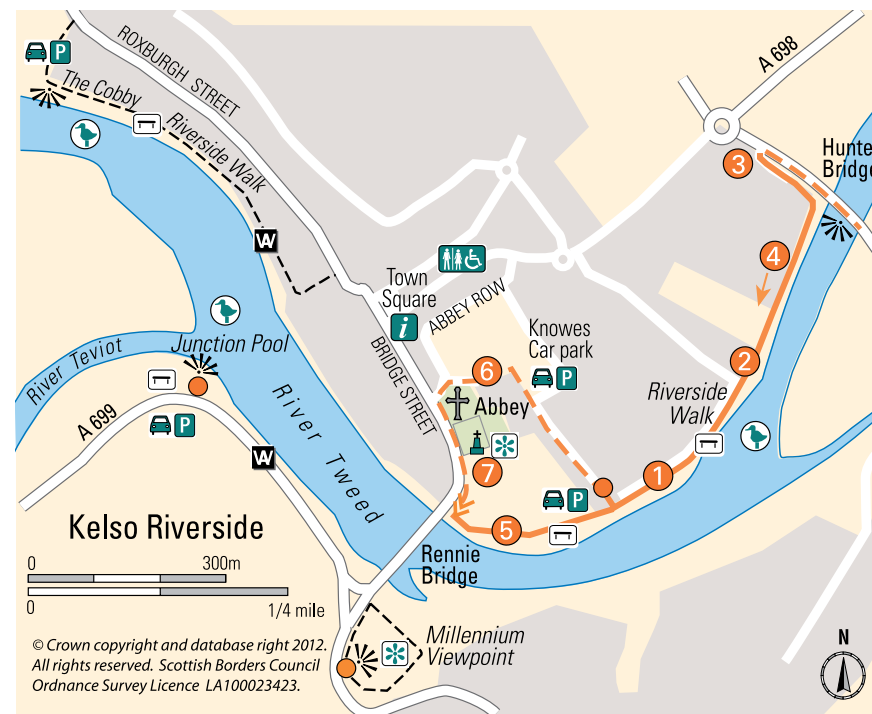 P
The Cobby
ROXBURGH STREET
Riverside Walk
A 698
Hunte
Bridge
3
4
Town
Square
i
ABBEY ROW
BRIDGE STREET
Knowes
Car park
P
6
2
Riverside
Walk
Abbey
7
1
P
5
River Teviot
Junction Pool
P
A 699
River Tweed
Rennie
Bridge
Kelso Riverside
0 300m
0 1/4 mile
© Crown copyright and database right 2012.
All rights reserved. Scottish Borders Council
Ordnance Survey Licence LA100023423.
Millennium
Viewpoint
N